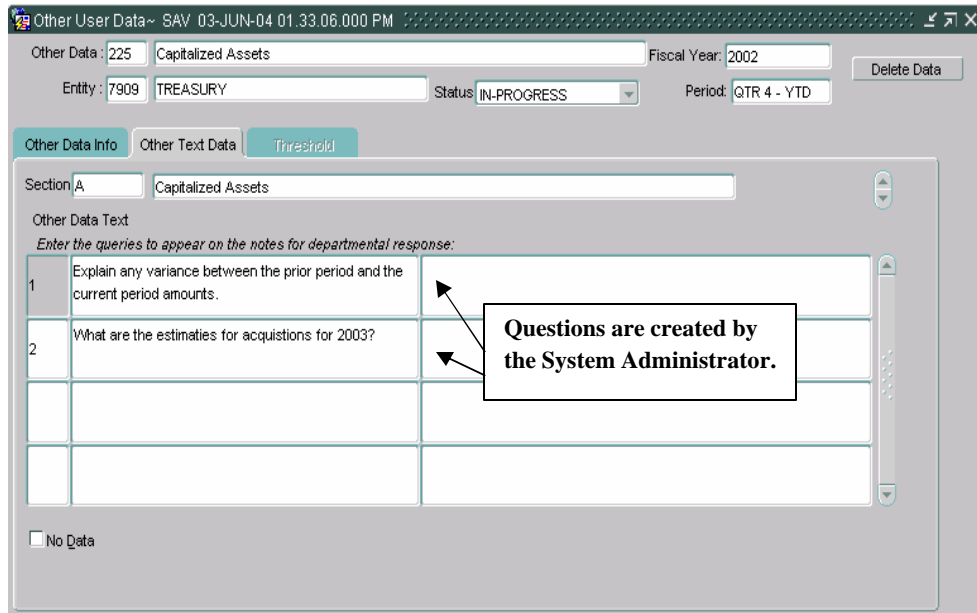 Other User Data~ SAV 03-JUN-04 01.33.06.000 PM
Other Data : 225 Capitalized Assets Fiscal Year: 2002
Delete Data
Entity : 7909 TREASURY Status IN-PROGRESS Period: QTR 4 - YTD
Other Data Info Other Text Data Threshold
Section A Capitalized Assets
Other Data Text
Enter the queries to appear on the notes for departmental response:
1 Explain any variance between the prior period and the
current period amounts.
2 What are the estimaties for acquistions for 2003?
Questions are created by
the System Administrator.
No Data